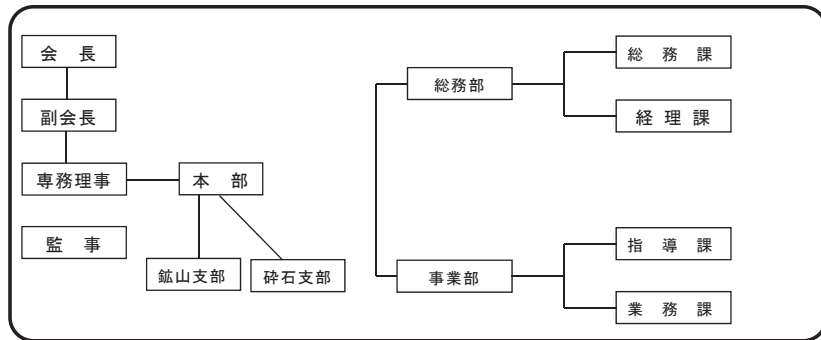 会長
副会長
専務理事
本部
監事
鉱山支部
砕石支部
総務部
総務課
経理課
事業部
指導課
業務課